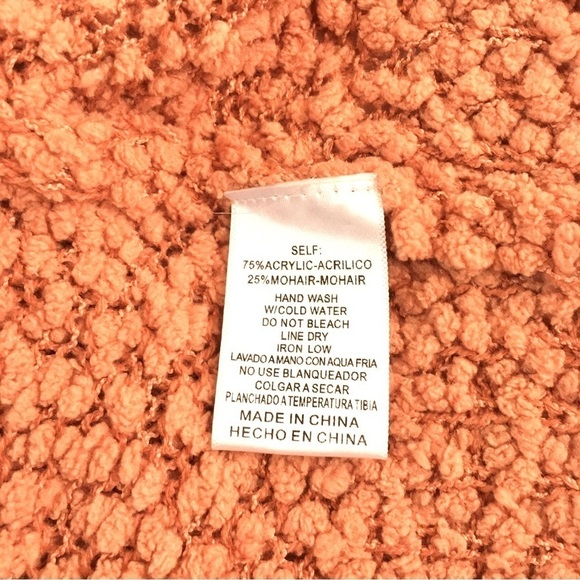 SELF:
75%ACRYLIC-ACRILICO
25%MOHAIR-MOHAIR
HAND WASH
W/COLD WATER
DO NOT BLEACH
LINE DRY
IRON LOW
LAVADO A MANO CON AQUA FRIA
NO USE BLANQUEADOR
COLGAR A SECAR
PLANCHADO A TEMPERATURA TIBIA
MADE IN CHINA
HECHO EN CHINA